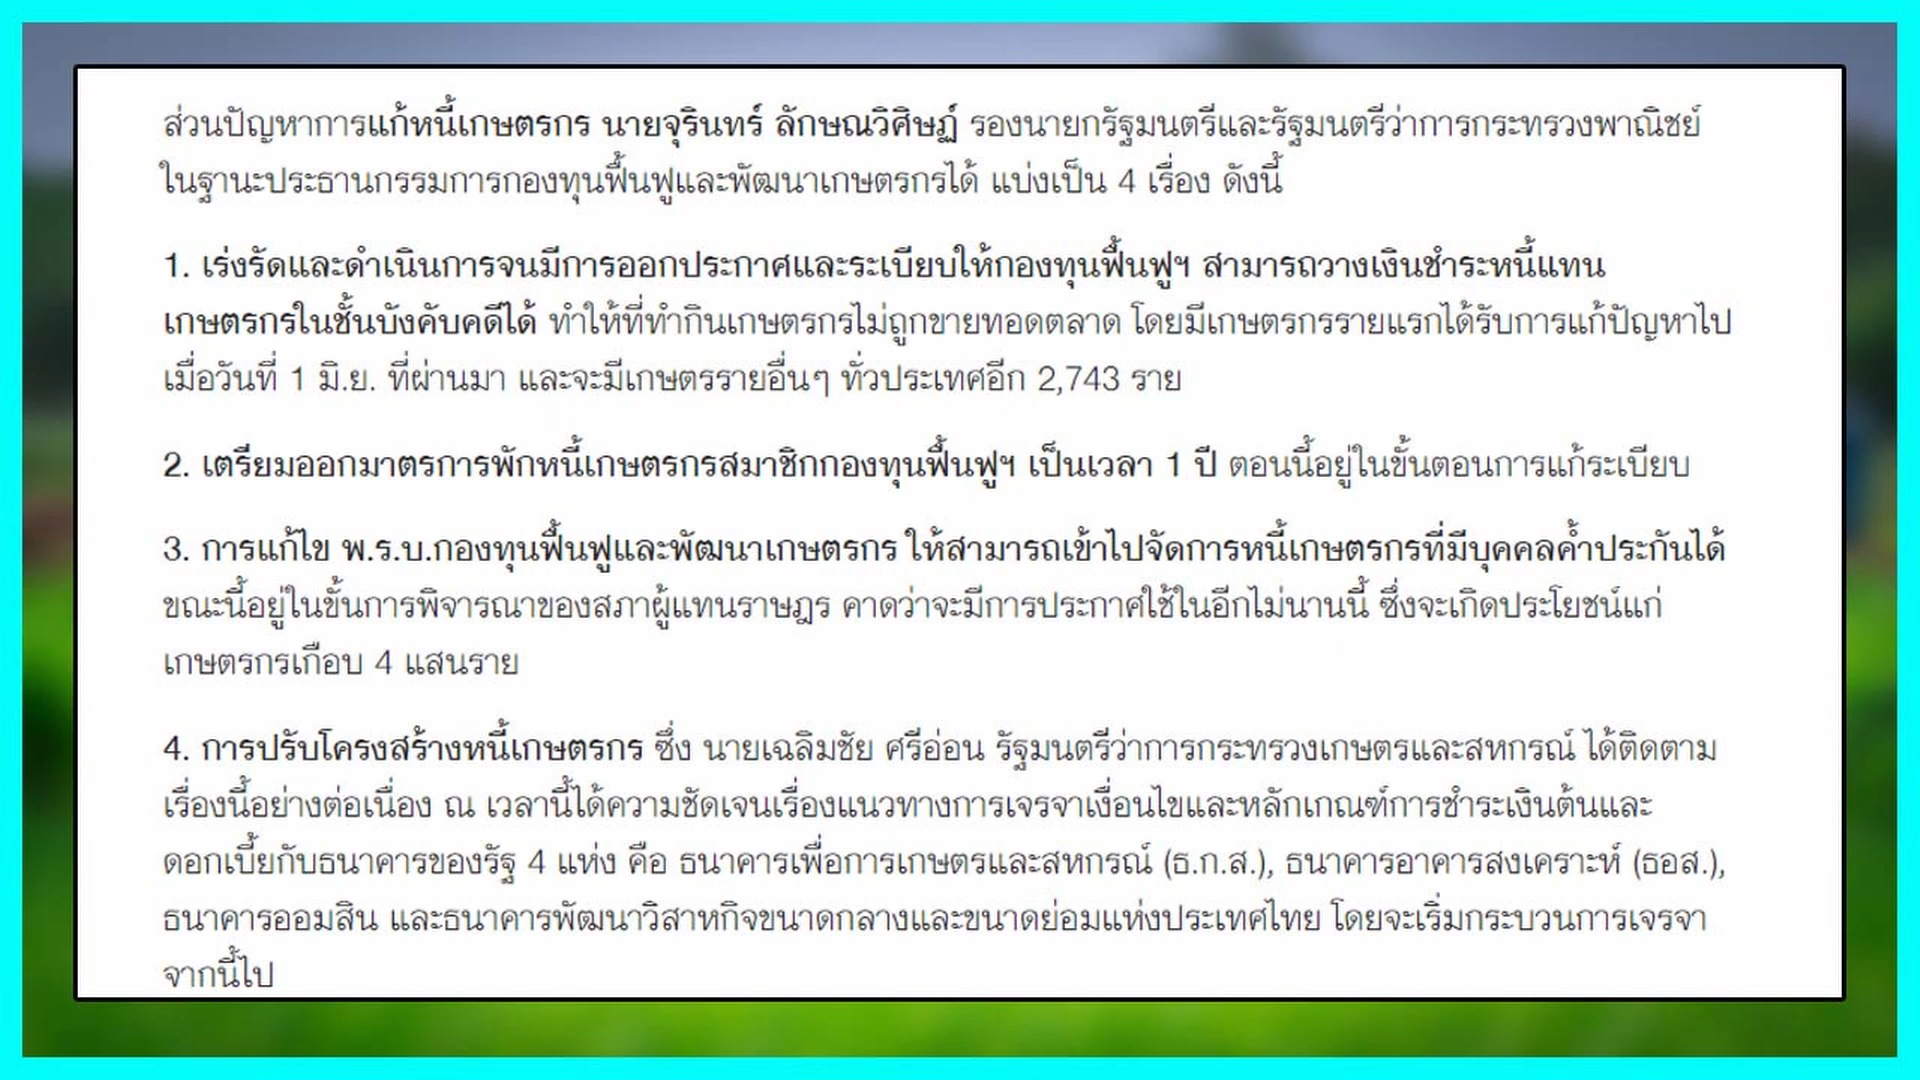 ส่วนปัญหาการแก้หนี้เกษตรกร นายจุรินทร์ ลักษณวิศิษฏ์ รองนายกรัฐมนตรีและรัฐมนตรีว่าการกระทรวงพาณิชย์
ในฐานะประธานกรรมการกองทุนฟื้นฟูและพัฒนาเกษตรกรได้ แบ่งเป็น 4 เรื่อง ดังนี้
1. เร่งรัดและดำเนินการจนมีการออกประกาศและระเบียบให้กองทุนฟื้นฟูฯ สามารถวางเงินชำระหนี้แทน
เกษตรกรในชั้นบังคับคดีได้ ทำให้ที่ทำกินเกษตรกรไม่ถูกขายทอดตลาด โดยมีเกษตรกรรายแรกได้รับการแก้ปัญหาไป
เมื่อวันที่ 1 มิ.ย. ที่ผ่านมา และจะมีเกษตรรายอื่นๆ ทั่วประเทศอีก 2,743 ราย
2. เตรียมออกมาตรการพักหนี้เกษตรกรสมาชิกกองทุนฟื้นฟูฯ เป็นเวลา 1 ปี ตอนนี้อยู่ในขั้นตอนการแก้ระเบียบ
3. การแก้ไข พ.ร.บ.กองทุนฟื้นฟูและพัฒนาเกษตรกร ให้สามารถเข้าไปจัดการหนี้เกษตรกรที่มีบุคคลค้ำประกันได้
ขณะนี้อยู่ในขั้นการพิจารณาของสภาผู้แทนราษฎร คาดว่าจะมีการประกาศใช้ในอีกไม่นานนี้ ซึ่งจะเกิดประโยชน์แก่
เกษตรกรเกือบ 4 แสนราย
4. การปรับโครงสร้างหนี้เกษตรกร ซึ่ง นายเฉลิมชัย ศรีอ่อน รัฐมนตรีว่าการกระทรวงเกษตรและสหกรณ์ ได้ติดตาม
เรื่องนี้อย่างต่อเนื่อง ณ เวลานี้ได้ความชัดเจนเรื่องแนวทางการเจรจาเงื่อนไขและหลักเกณฑ์การชำระเงินต้นและ
ดอกเบี้ยกับธนาคารของรัฐ 4 แห่ง คือ ธนาคารเพื่อการเกษตรและสหกรณ์ (ธ.ก.ส.), ธนาคารอาคารสงเคราะห์ (ธอส.),
ธนาคารออมสิน และธนาคารพัฒนาวิสาหกิจขนาดกลางและขนาดย่อมแห่งประเทศไทย โดยจะเริ่มกระบวนการเจรจา
จากนี้ไป